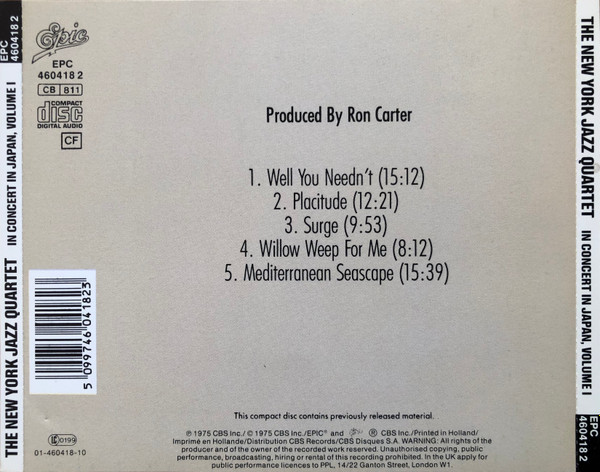 EPC
460418 2
THE NEW YORK JAZZ QUARTET IN CONCERT IN JAPAN, VOLUME I
Epic
EPC
460418 2
CB 811
COMPACT
disc
DIGITAL AUDIO
CF
Produced By Ron Carter
1. Well You Needn't (15:12)
2. Placitude (12:21)
3. Surge (9:53)
4. Willow Weep For Me (8:12)
5. Mediterranean Seascape (15:39)
5 099746 041823
0199
01-460418-10
This compact disc contains previously released material.
℗ 1975 CBS Inc./ © 1975 CBS Inc./EPIC® and Epic ® CBS Inc./Printed in Holland/
Imprimé en Hollande/Distribution CBS Records/CBS Disques S.A. WARNING: All rights of the
producer and of the owner of the recorded work reserved. Unauthorised copying, public
performance, broadcasting, hiring or rental of this recording prohibited. In the UK apply for
public performance licences to PPL, 14/22 Ganton Street, London W1.
THE NEW YORK JAZZ QUARTET IN CONCERT IN JAPAN, VOLUME I
EPC
460418 2